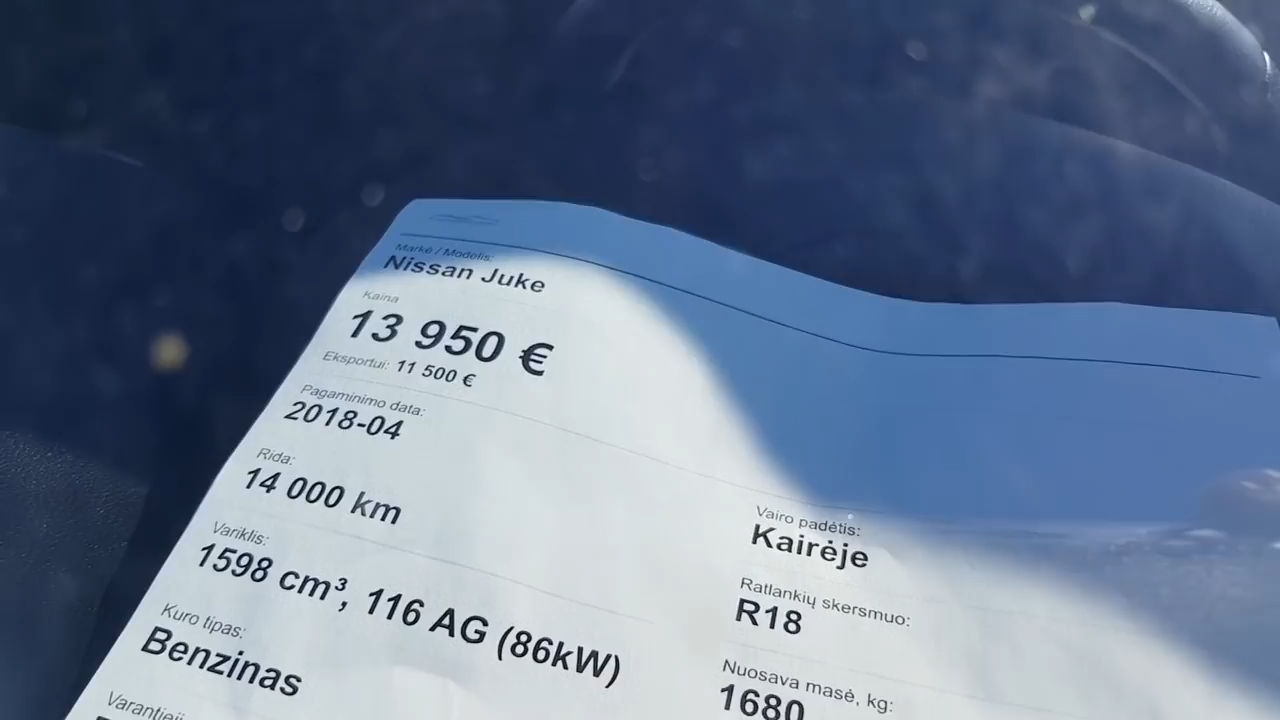 Markė / Modelis:
Nissan Juke
Kaina
13 950 €
Eksportui: 11 500 €
Pagaminimo data:
2018-04
Rida:
14 000 km
Variklis:
1598 cm³, 116 AG (86kW)
Kuro tipas:
Benzinas
Vairo padėtis:
Kairėje
Ratlankių skersmuo:
R18
Nuosava masė, kg:
1680